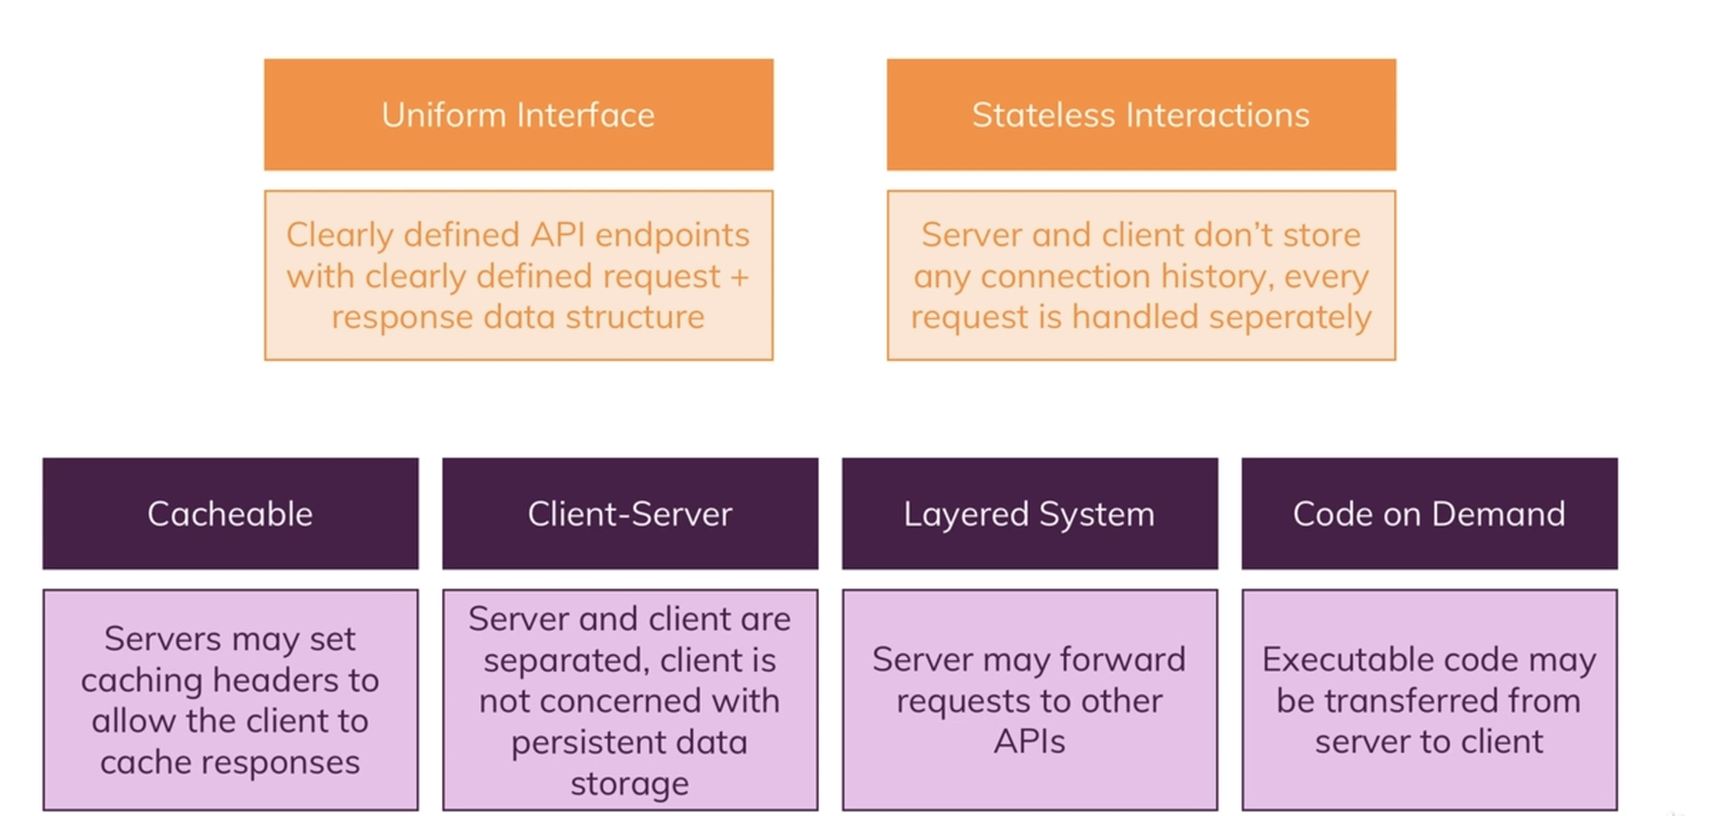 Uniform Interface
Stateless Interactions
Clearly defined API endpoints
with clearly defined request +
response data structure
Server and client don’t store
any connection history, every
request is handled seperately
Cacheable
Client-Server
Layered System
Code on Demand
Servers may set
caching headers to
allow the client to
cache responses
Server and client are
separated, client is
not concerned with
persistent data
storage
Server may forward
requests to other
APIs
Executable code may
be transferred from
server to client